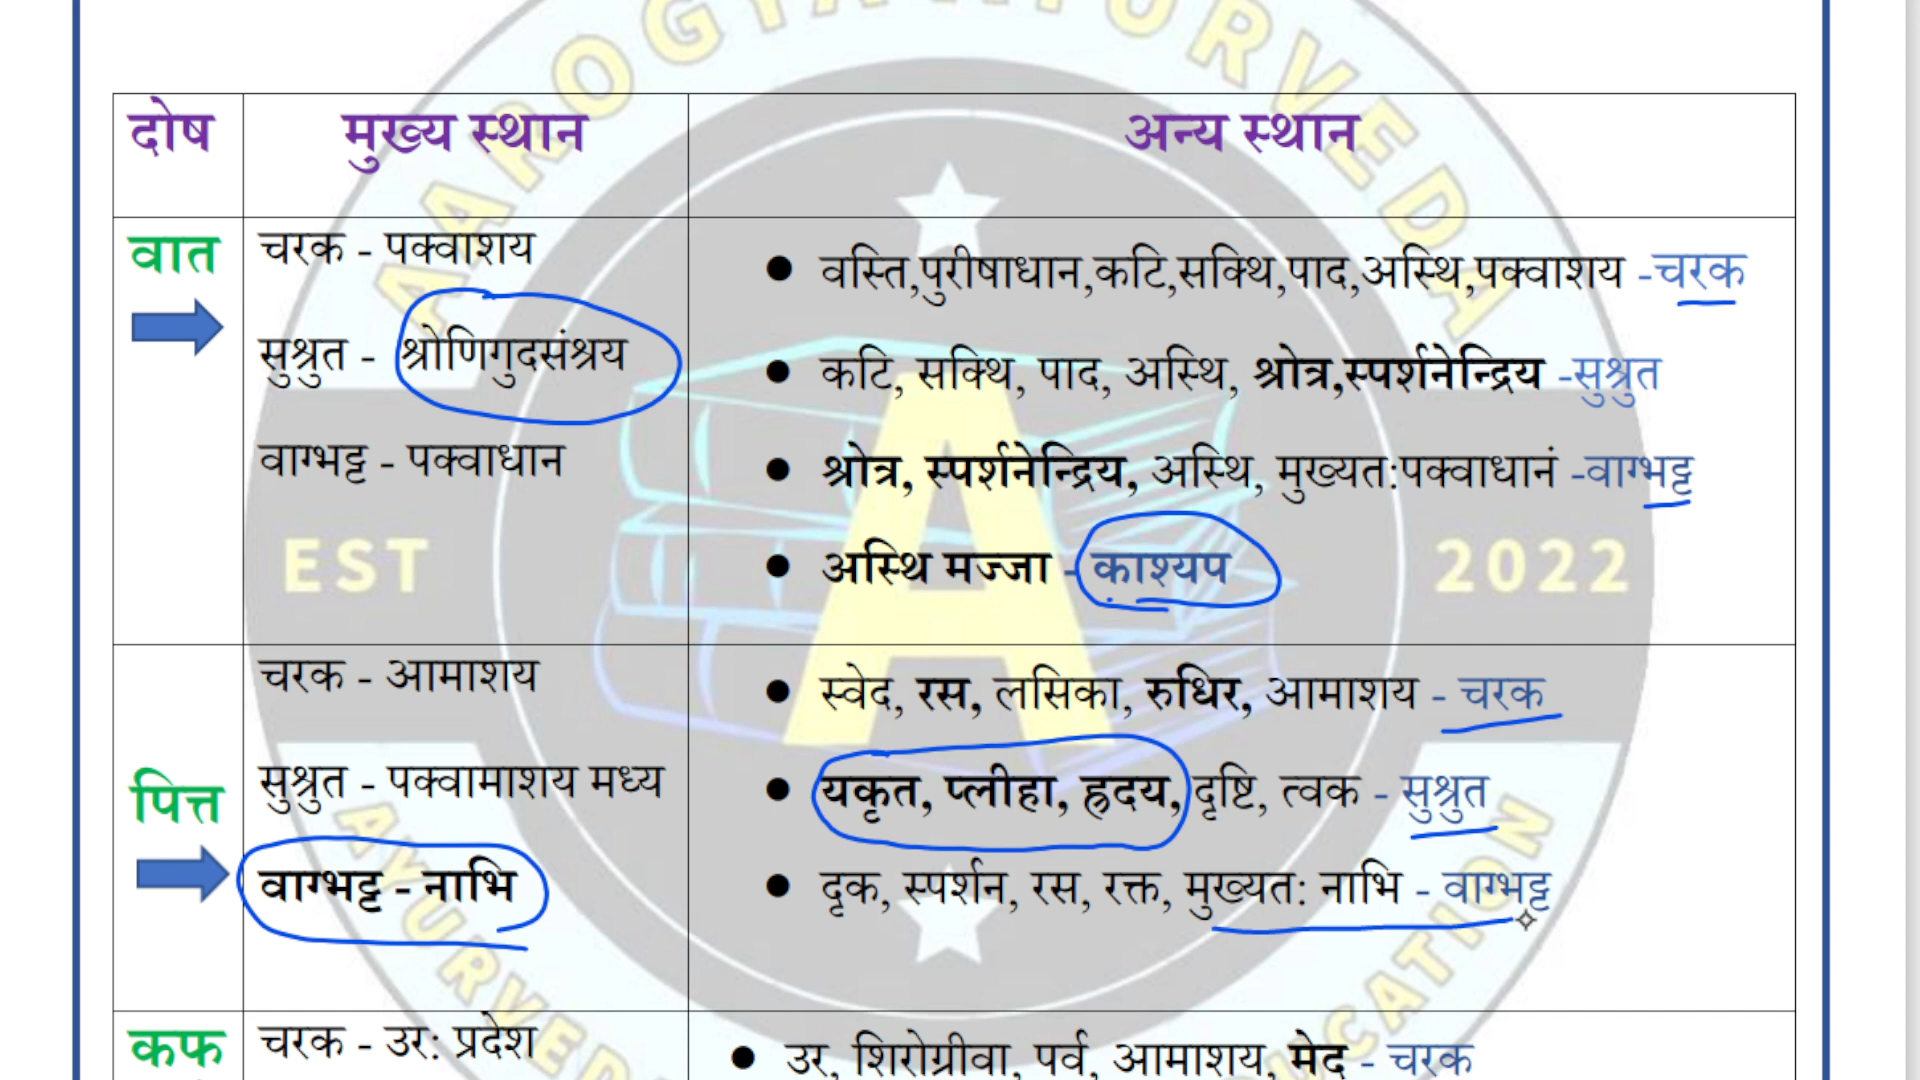 AAROGYA AYURVEDA
दोष मुख्य स्थान अन्य स्थान
वात
चरक - पक्वाशय
सुश्रुत - श्रोणिगुदसंश्रय
वाग्भट्ट - पक्वाधान
वस्ति,पुरीषाधान,कटि,सक्थि,पाद,अस्थि,पक्वाशय -चरक
कटि, सक्थि, पाद, अस्थि, श्रोत्र,स्पर्शनेन्द्रिय -सुश्रुत
श्रोत्र, स्पर्शनेन्द्रिय, अस्थि, मुख्यत:पक्वाधानं -वाग्भट्ट
अस्थि मज्जा - काश्यप
EST A 2022
पित्त
चरक - आमाशय
सुश्रुत - पक्वामाशय मध्य
वाग्भट्ट - नाभि
स्वेद, रस, लसिका, रुधिर, आमाशय - चरक
यकृत, प्लीहा, ह्रदय, दृष्टि, त्वक - सुश्रुत
दृक, स्पर्शन, रस, रक्त, मुख्यत: नाभि - वाग्भट्ट
कफ
चरक - उर: प्रदेश
उर, शिरोग्रीवा, पर्व, आमाशय, मेद - चरक